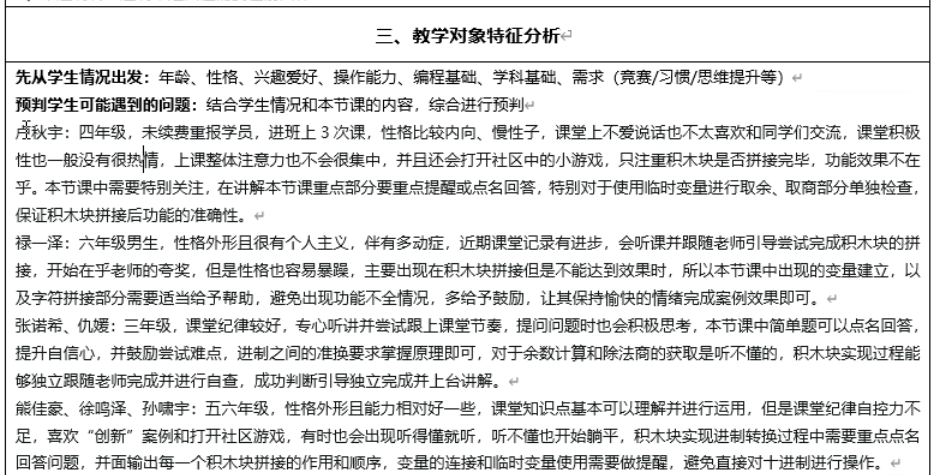 三、教学对象特征分析
先从学生情况出发：年龄、性格、兴趣爱好、操作能力、编程基础、学科基础、需求（竞赛/习惯/思维提升等）
预判学生可能遇到的问题：结合学生情况和本节课的内容，综合进行预判
卢秋宇：四年级，未续费重报学员，进班上 3 次课，性格比较内向、慢性子，课堂上不爱说话也不太喜欢和同学们交流，课堂积极
性也一般没有很热情，上课整体注意力也不会很集中，并且还会打开社区中的小游戏，只注重积木块是否拼接完毕，功能效果不在
乎。本节课中需要特别关注，在讲解本节课重点部分要重点提醒或点名回答，特别对于使用临时变量进行取余、取商部分单独检查，
保证积木块拼接后功能的准确性。
禄一泽：六年级男生，性格外形且很有个人主义，伴有多动症，近期课堂记录有进步，会听课并跟随老师引导尝试完成积木块的拼
接，开始在乎老师的夸奖，但是性格也容易暴躁，主要出现在积木块拼接但是不能达到效果时，所以本节课中出现的变量建立，以
及字符拼接部分需要适当给予帮助，避免出现功能不全情况，多给予鼓励，让其保持愉快的情绪完成案例效果即可。
张诺希、仇媛：三年级，课堂纪律较好，专心听讲并尝试跟上课堂节奏，提问问题时也会积极思考，本节课中简单题可以点名回答，
提升自信心，并鼓励尝试难点，进制之间的准换要求掌握原理即可，对于余数计算和除法商的获取是听不懂的，积木块实现过程能
够独立跟随老师完成并进行自查，成功判断引导独立完成并上台讲解。
熊佳豪、徐鸣泽、孙啸宇：五六年级，性格外形且能力相对好一些，课堂知识点基本可以理解并进行运用，但是课堂纪律自控力不
足，喜欢“创新”案例和打开社区游戏，有时也会出现听得懂就听，听不懂也开始躺平，积木块实现进制转换过程中需要重点点名
回答问题，并面输出每一个积木块拼接的作用和顺序，变量的连接和临时变量使用需要做提醒，避免直接对十进制进行操作。